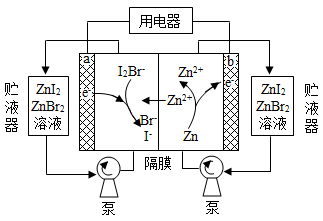 用电器
a
b
I₂Br⁻
Zn²⁺
e⁻
e⁻
Zn²⁺
Br⁻
I⁻
Zn
贮液器
ZnI₂
ZnBr₂
溶液
ZnI₂
ZnBr₂
溶液
贮液器
隔膜
泵
泵